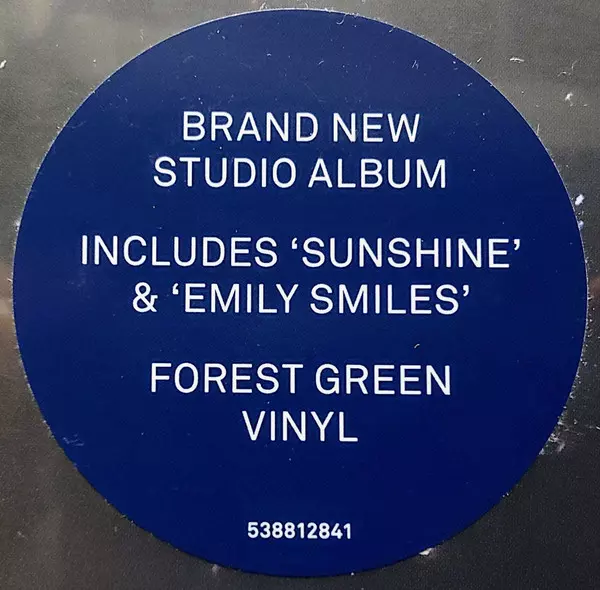 BRAND NEW
STUDIO ALBUM
INCLUDES ‘SUNSHINE’
& ‘EMILY SMILES’
FOREST GREEN
VINYL
538812841